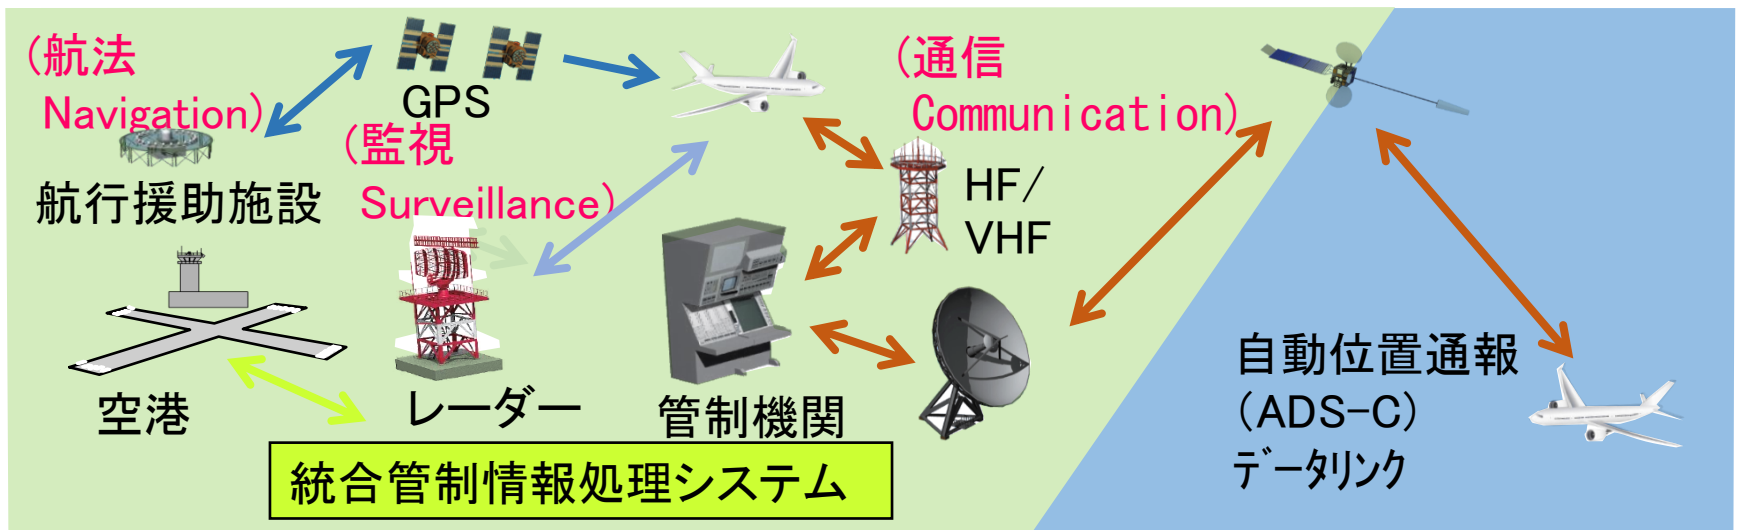 (航法
Navigation)
GPS
航行援助施設
(監視
Surveillance)
(通信
Communication)
HF/
VHF
空港
レーダー
管制機関
統合管制情報処理システム
自動位置通報
(ADS-C)
ﾃﾞｰﾀﾘﾝｸ